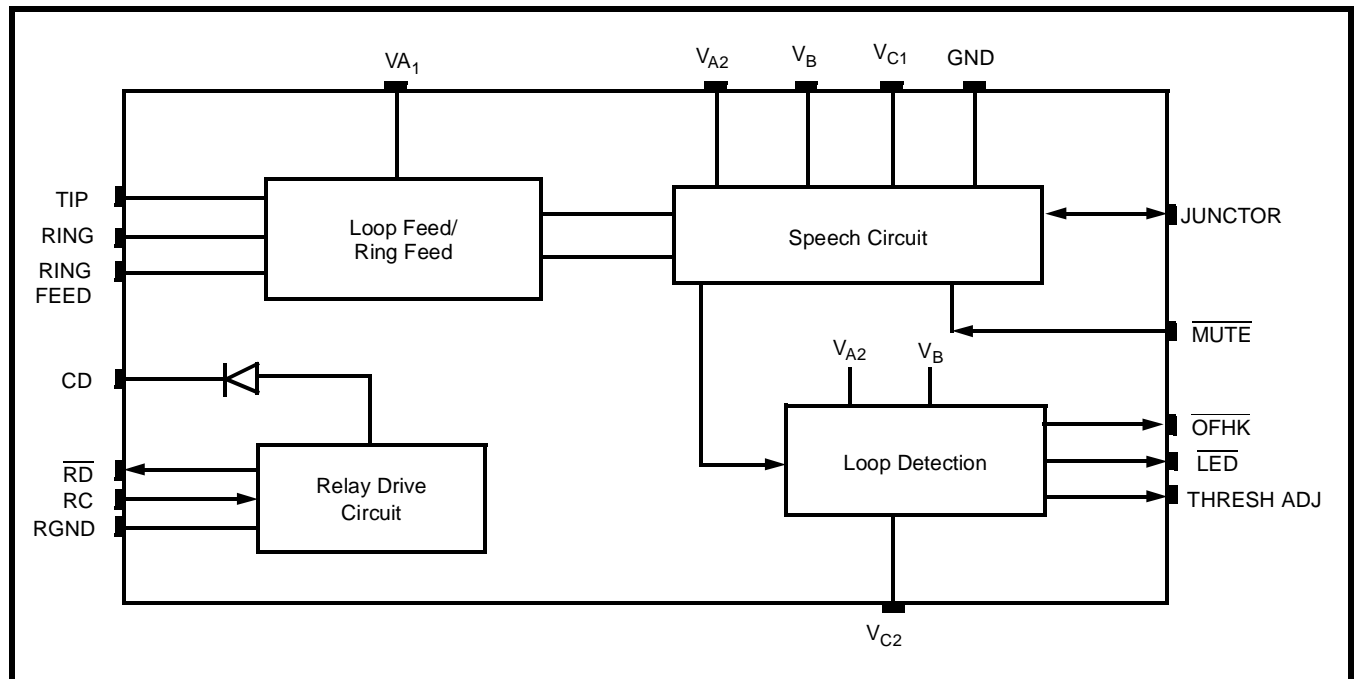 VA1
VA2
VB
VC1
GND
TIP
RING
RING
FEED
Loop Feed/
Ring Feed
Speech Circuit
JUNCTOR
MUTE
VA2
VB
CD
RD
RC
RGND
Relay Drive
Circuit
Loop Detection
OFHK
LED
THRESH ADJ
VC2